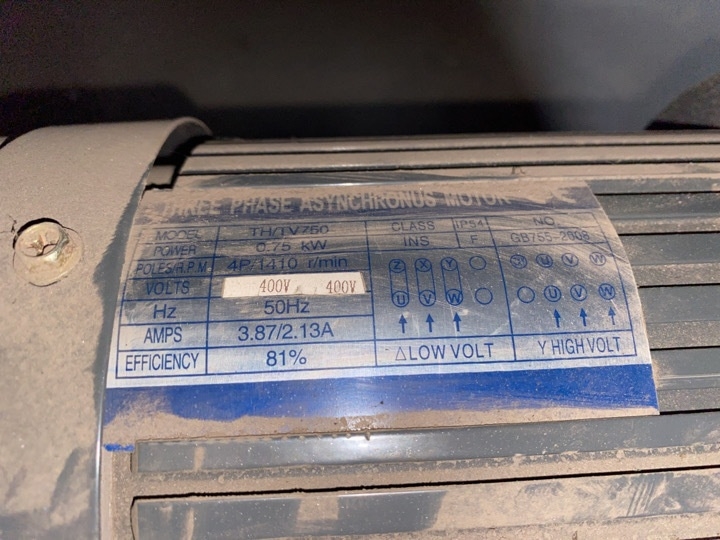 THREE PHASE ASYNCHRONUS MOTOR
MODEL TH/TV750 CLASS IP54 NO.
POWER 0.75 kW INS F GB755-2008
POLES/R.P.M 4P/1410 r/min
VOLTS 400V 400V
Hz 50Hz
AMPS 3.87/2.13A
EFFICIENCY 81%
Z X Y
U V W
U V W
U V W
△LOW VOLT Y HIGH VOLT